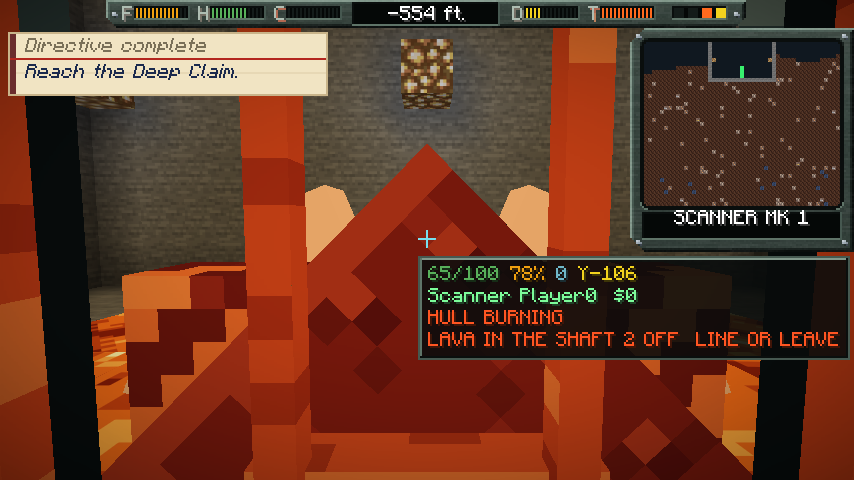 F H C -554 ft. D T
Directive complete
Reach the Deep Claim.
SCANNER MK 1
65/100 78% 0 Y-106
Scanner Player0 $0
HULL BURNING
LAVA IN THE SHAFT 2 OFF LINE OR LEAVE